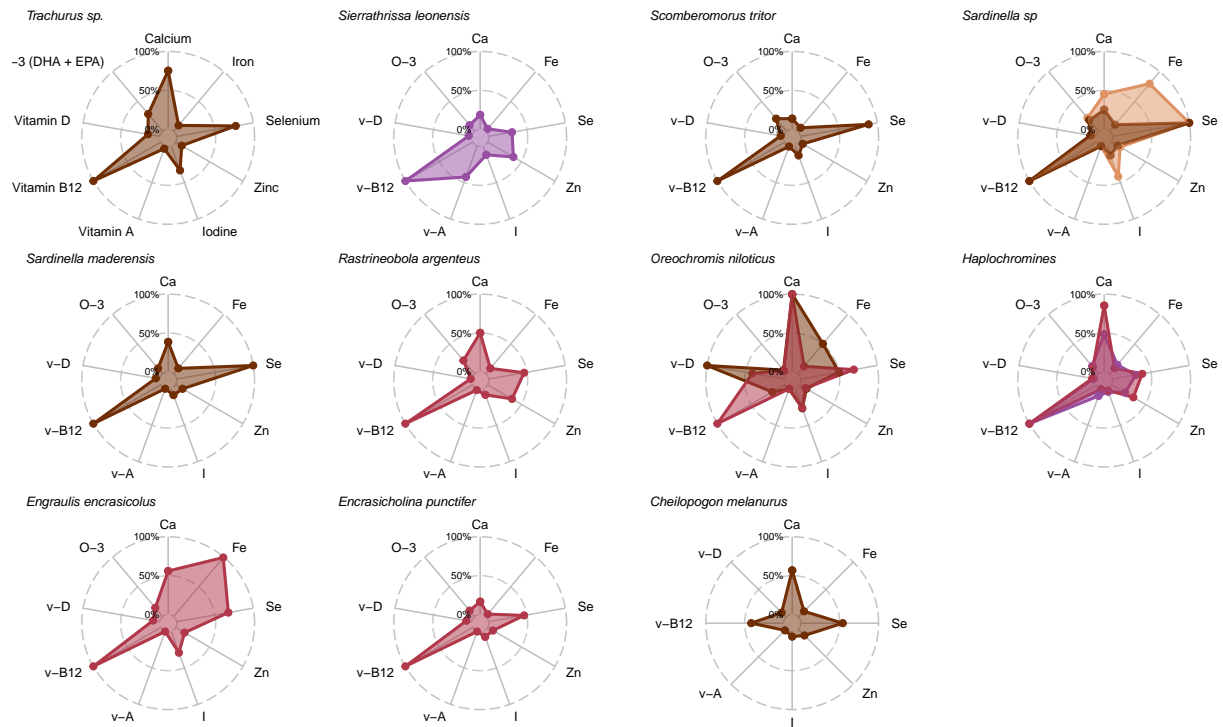 Trachurus sp.
Calcium
100%
50%
0%
−3 (DHA + EPA)
Iron
Vitamin D
Selenium
Vitamin B12
Zinc
Vitamin A
Iodine
Sierrathrissa leonensis
Ca
100%
50%
0%
O−3
Fe
v−D
Se
v−B12
Zn
v−A
I
Scomberomorus tritor
Ca
100%
50%
0%
O−3
Fe
v−D
Se
v−B12
Zn
v−A
I
Sardinella sp
Ca
100%
50%
0%
O−3
Fe
v−D
Se
v−B12
Zn
v−A
I
Sardinella maderensis
Ca
100%
50%
0%
O−3
Fe
v−D
Se
v−B12
Zn
v−A
I
Rastrineobola argenteus
Ca
100%
50%
0%
O−3
Fe
v−D
Se
v−B12
Zn
v−A
I
Oreochromis niloticus
Ca
100%
50%
0%
O−3
Fe
v−D
Se
v−B12
Zn
v−A
I
Haplochromines
Ca
100%
50%
0%
O−3
Fe
v−D
Se
v−B12
Zn
v−A
I
Engraulis encrasicolus
Ca
100%
50%
0%
O−3
Fe
v−D
Se
v−B12
Zn
v−A
I
Encrasicholina punctifer
Ca
100%
50%
0%
O−3
Fe
v−D
Se
v−B12
Zn
v−A
I
Cheilopogon melanurus
Ca
100%
50%
0%
v−D
Fe
v−B12
Se
v−A
Zn
I